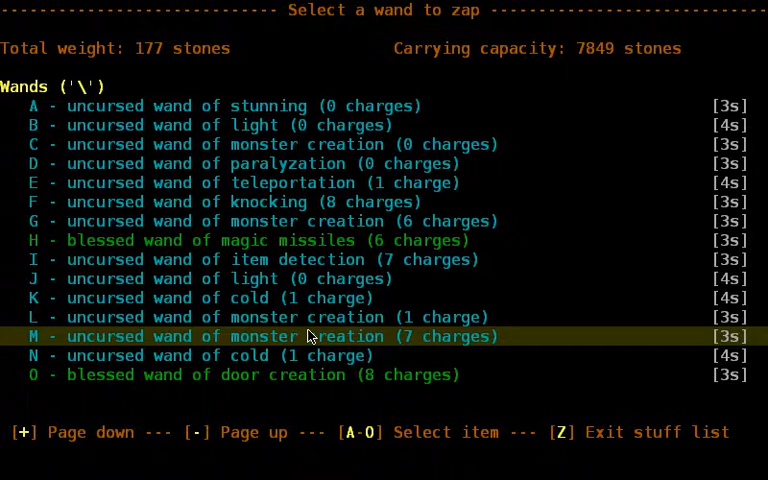 Select a wand to zap
Total weight: 177 stones Carrying capacity: 7849 stones
Wands ('\')
A - uncursed wand of stunning (0 charges) [3s]
B - uncursed wand of light (0 charges) [4s]
C - uncursed wand of monster creation (0 charges) [3s]
D - uncursed wand of paralyzation (0 charges) [3s]
E - uncursed wand of teleportation (1 charge) [4s]
F - uncursed wand of knocking (8 charges) [3s]
G - uncursed wand of monster creation (6 charges) [3s]
H - blessed wand of magic missiles (6 charges) [3s]
I - uncursed wand of item detection (7 charges) [3s]
J - uncursed wand of light (0 charges) [4s]
K - uncursed wand of cold (1 charge) [4s]
L - uncursed wand of monster creation (1 charge) [3s]
M - uncursed wand of monster creation (7 charges) [3s]
N - uncursed wand of cold (1 charge) [4s]
O - blessed wand of door creation (8 charges) [3s]
[+] Page down --- [-] Page up --- [A-O] Select item --- [Z] Exit stuff list